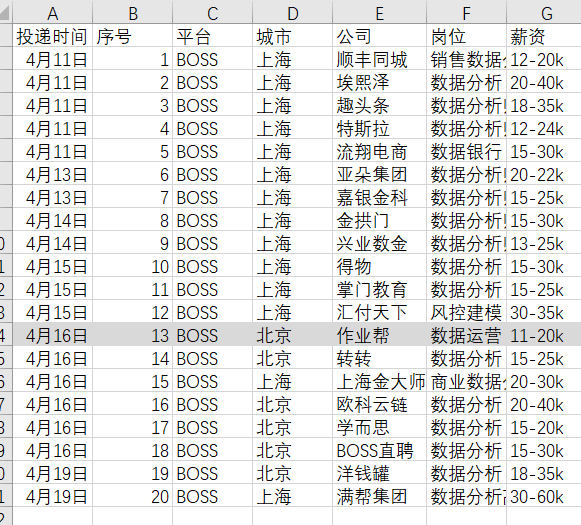 A B C D E F G
投递时间 序号 平台 城市 公司 岗位 薪资
4月11日 1 BOSS 上海 顺丰同城 销售数据 12-20k
4月11日 2 BOSS 上海 埃熙泽 数据分析 20-40k
4月11日 3 BOSS 上海 趣头条 数据分析 18-35k
4月11日 4 BOSS 上海 特斯拉 数据分析 12-24k
4月11日 5 BOSS 上海 流翔电商 数据银行 15-30k
4月13日 6 BOSS 上海 亚朵集团 数据分析 20-22k
4月13日 7 BOSS 上海 嘉银金科 数据分析 15-25k
4月14日 8 BOSS 上海 金拱门 数据分析 15-30k
4月14日 9 BOSS 上海 兴业数金 数据分析 13-25k
4月15日 10 BOSS 上海 得物 数据分析 15-30k
4月15日 11 BOSS 上海 掌门教育 数据分析 15-25k
4月15日 12 BOSS 上海 汇付天下 风控建模 30-35k
4月16日 13 BOSS 北京 作业帮 数据运营 11-20k
4月16日 14 BOSS 北京 转转 数据分析 15-25k
4月16日 15 BOSS 上海 上海金大师 商业数据 20-30k
4月16日 16 BOSS 北京 欧科云链 数据分析 20-40k
4月16日 17 BOSS 北京 学而思 数据分析 15-20k
4月16日 18 BOSS 北京 BOSS直聘 数据分析 15-30k
4月19日 19 BOSS 北京 洋钱罐 数据分析 18-35k
4月19日 20 BOSS 上海 满帮集团 数据分析 30-60k